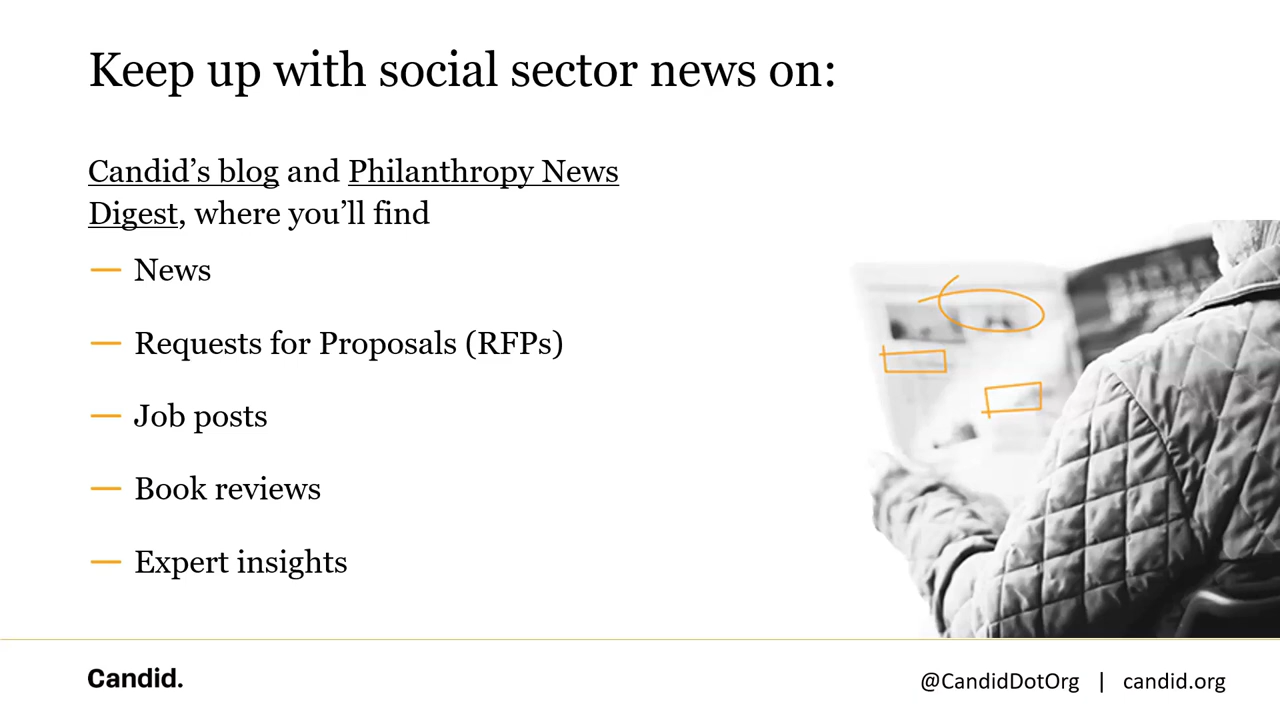 Keep up with social sector news on:
Candid’s blog and Philanthropy News
Digest, where you’ll find
News
Requests for Proposals (RFPs)
Job posts
Book reviews
Expert insights
Candid.
@CandidDotOrg | candid.org